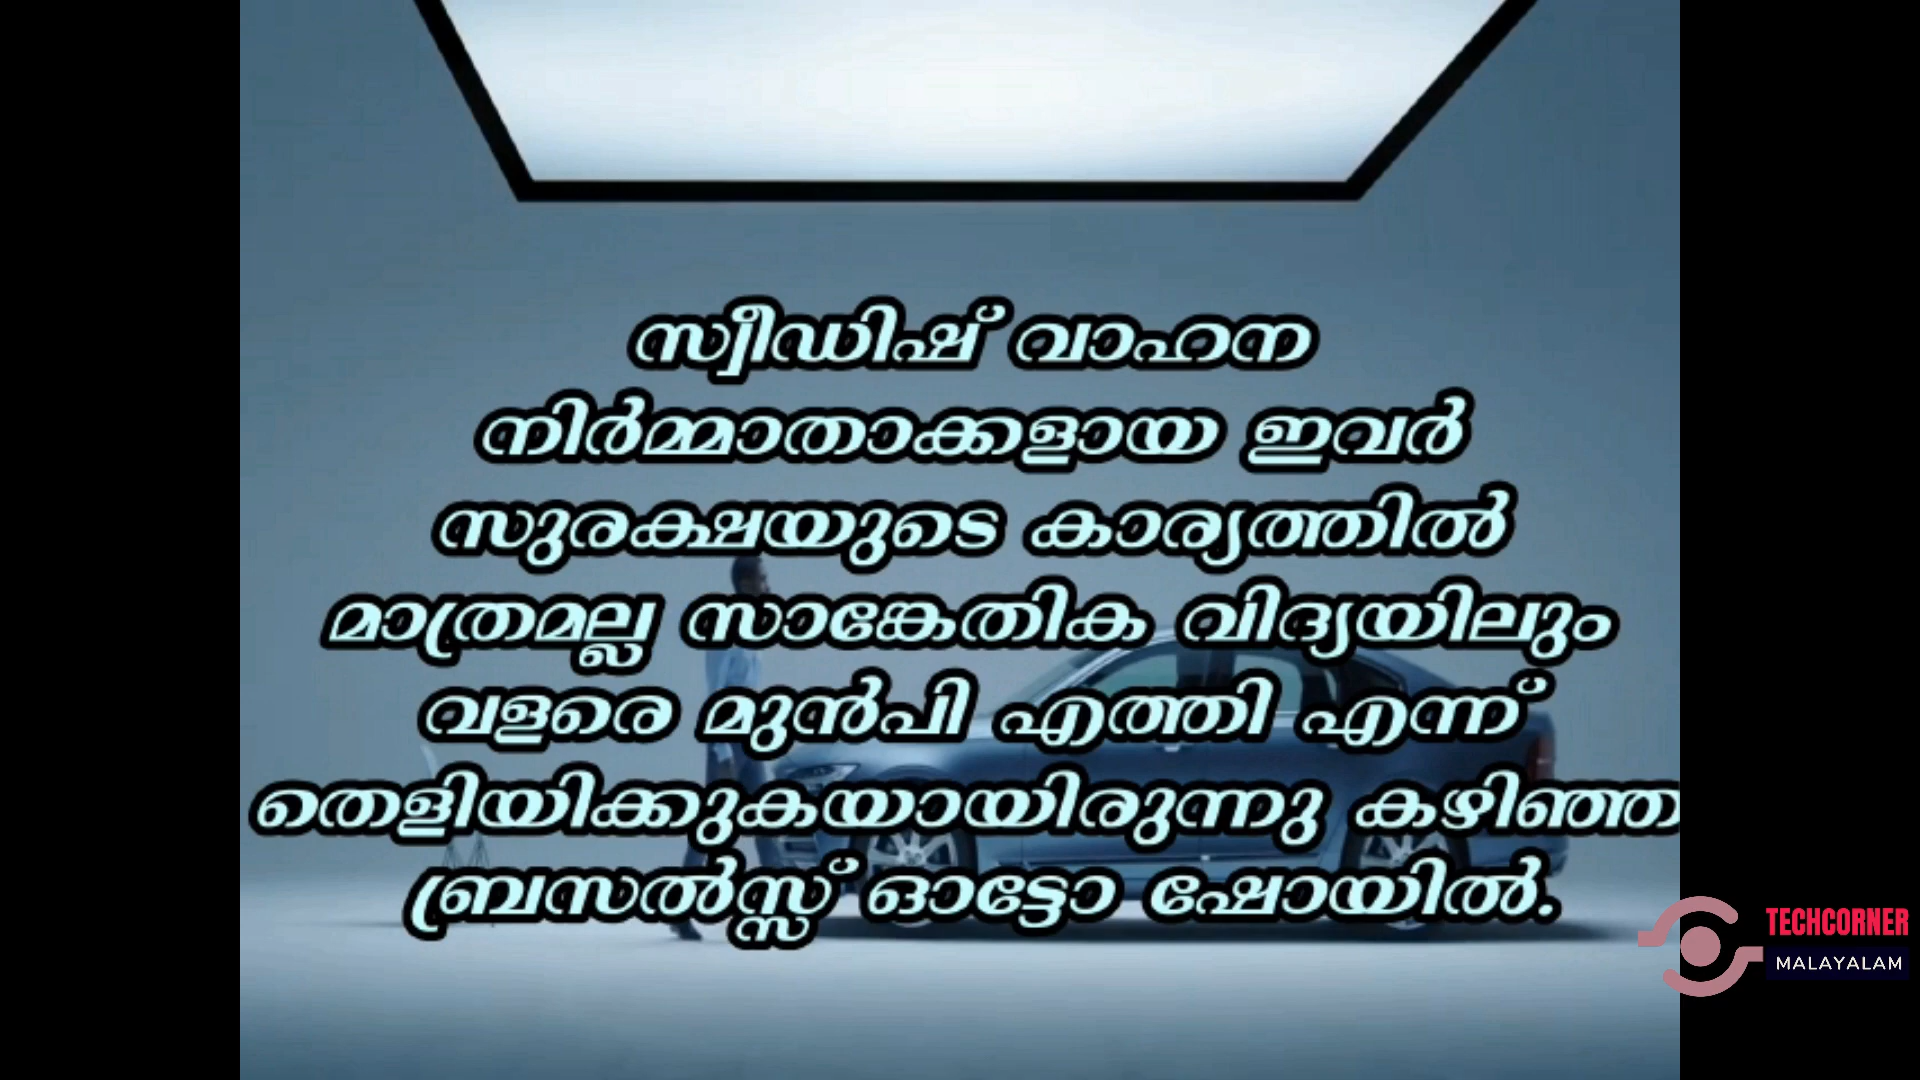 സ്വീഡിഷ് വാഹന
നിർമ്മാതാക്കളായ ഇവർ
സുരക്ഷയുടെ കാര്യത്തിൽ
മാത്രമല്ല സാങ്കേതിക വിദ്യയിലും
വളരെ മുൻപി എത്തി എന്ന്
തെളിയിക്കുകയായിരുന്നു കഴിഞ്ഞ
ബ്രസൽസ്സ് ഓട്ടോ ഷോയിൽ.
TECHCORNER
MALAYALAM